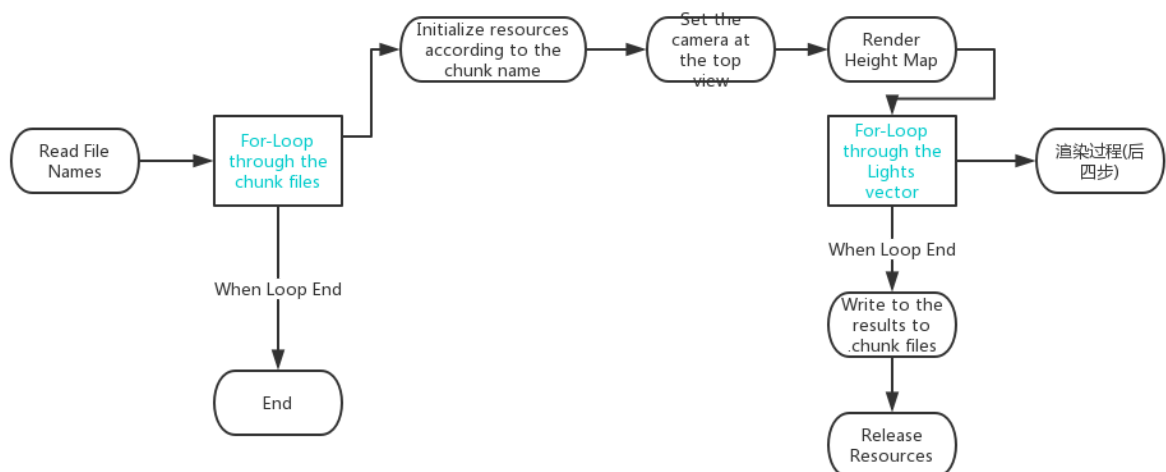 Initialize resources
according to the
chunk name
Set the
camera at
the top
view
Render
Height Map
Read File
Names
For-Loop
through the
chunk files
For-Loop
through the
Lights
vector
渲染过程(后
四步)
When Loop End
When Loop End
Write to the
results to
.chunk files
End
Release
Resources